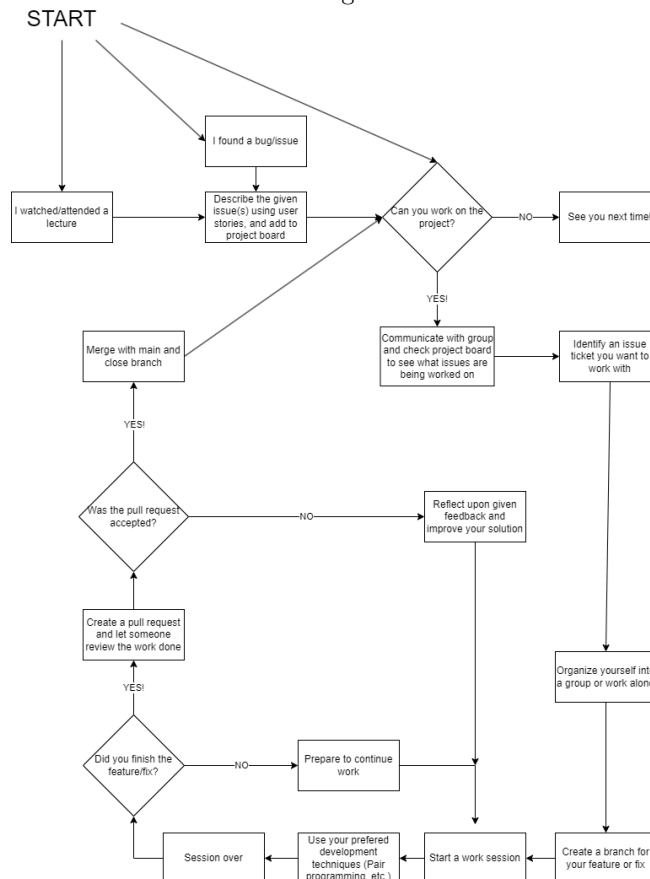 START
I found a bug/issue
I watched/attended a
lecture
Describe the given
issue(s) using user
stories, and add to
project board
Can you work on the
project?
NO
See you next time!
YES!
Merge with main and
close branch
Communicate with group
and check project board
to see what issues are
being worked on
Identify an issue
ticket you want to
work with
YES!
Was the pull request
accepted?
NO
Reflect upon given
feedback and
improve your solution
Create a pull request
and let someone
review the work done
Organize yourself into
a group or work alone
YES!
Did you finish the
feature/fix?
NO
Prepare to continue
work
Session over
Use your prefered
development
techniques (Pair
programming, etc.)
Start a work session
Create a branch for
your feature or fix